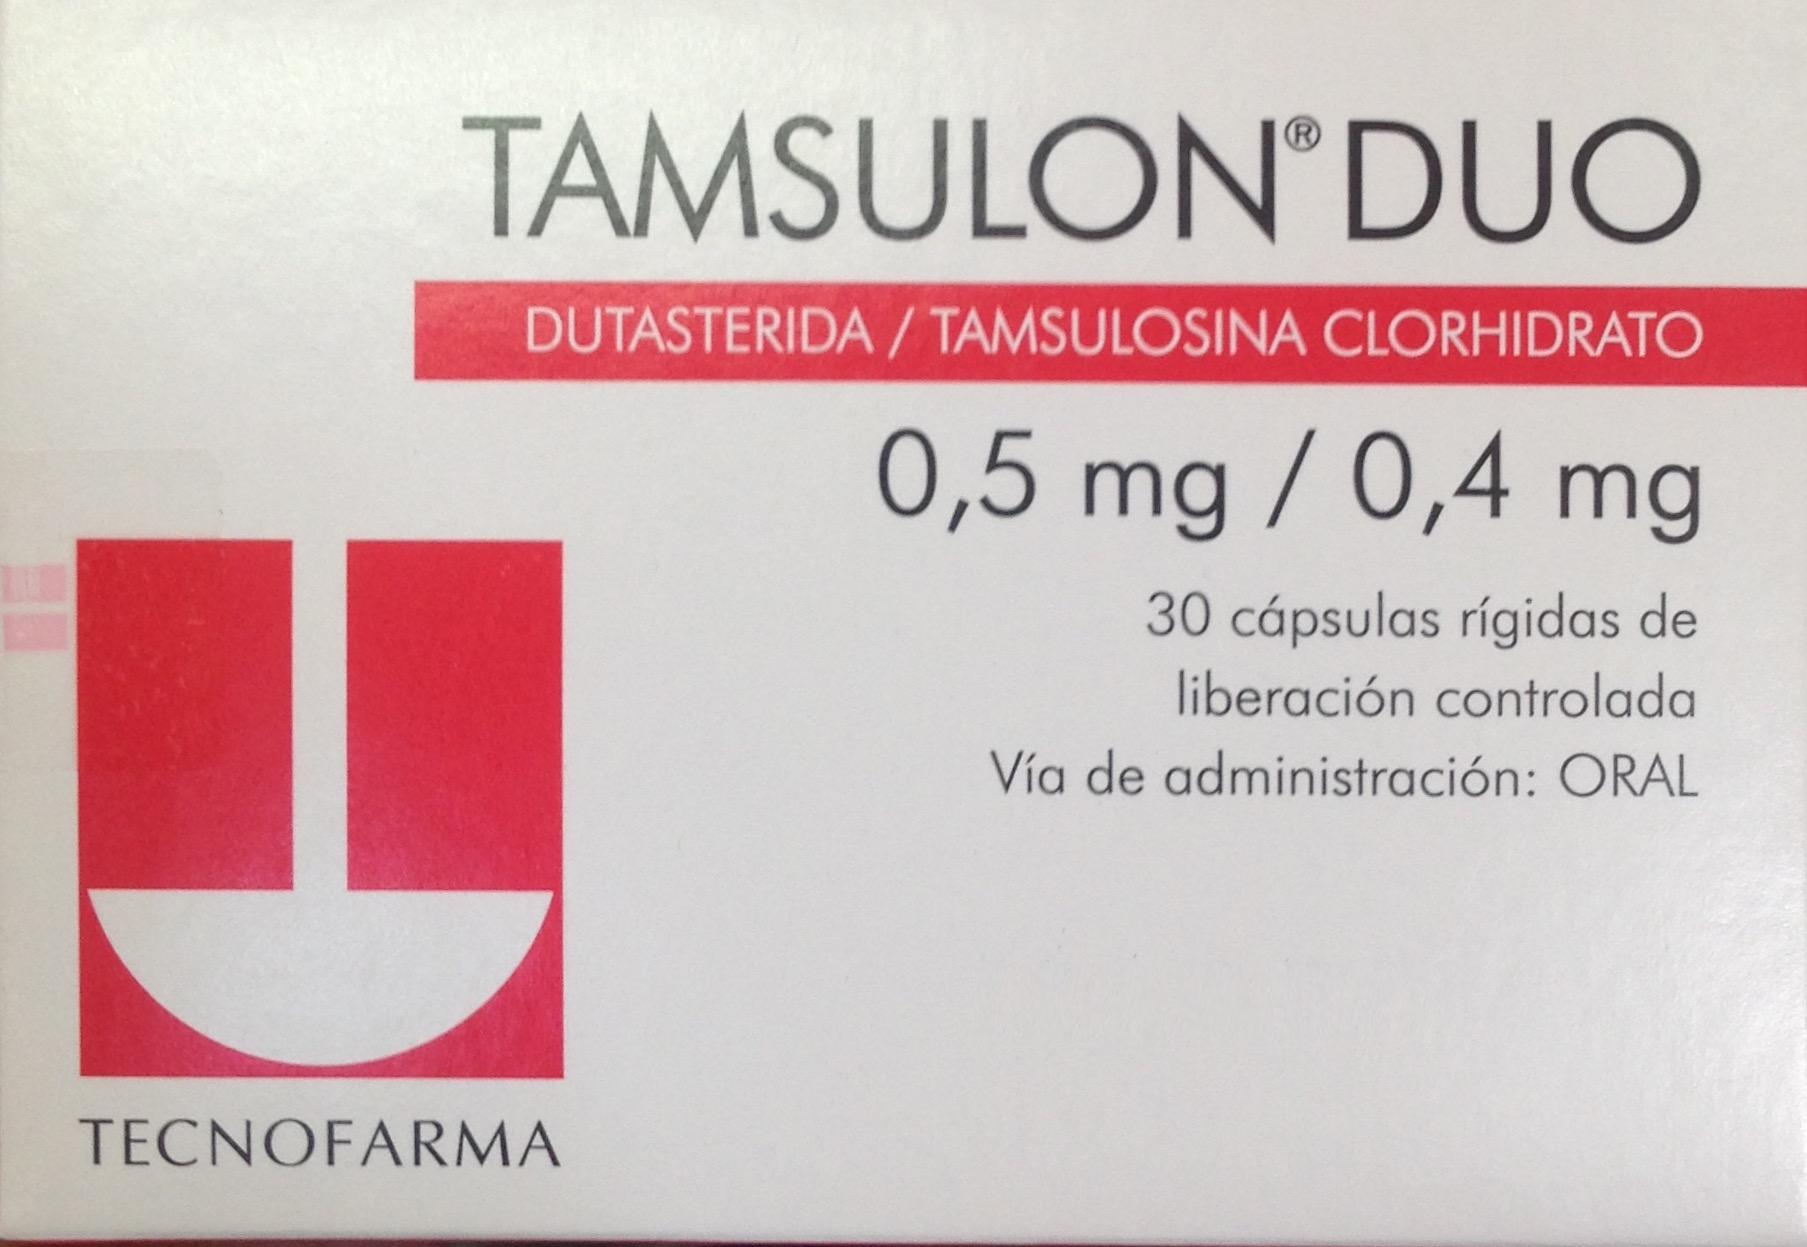 TAMSULON® DUO
DUTASTERIDA / TAMSULOSINA CLORHIDRATO
0,5 mg / 0,4 mg
30 cápsulas rígidas de
liberación controlada
Vía de administración: ORAL
TECNOFARMA